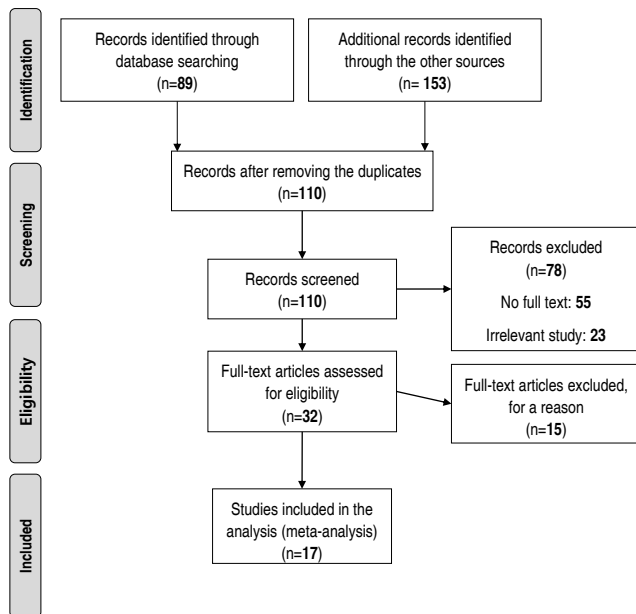 Identification
Records identified through
database searching
(n=89)
Additional records identified
through the other sources
(n= 153)
Records after removing the duplicates
(n=110)
Screening
Records screened
(n=110)
Records excluded
(n=78)
No full text: 55
Irrelevant study: 23
Eligibility
Full-text articles assessed
for eligibility
(n=32)
Full-text articles excluded,
for a reason
(n=15)
Included
Studies included in the
analysis (meta-analysis)
(n=17)